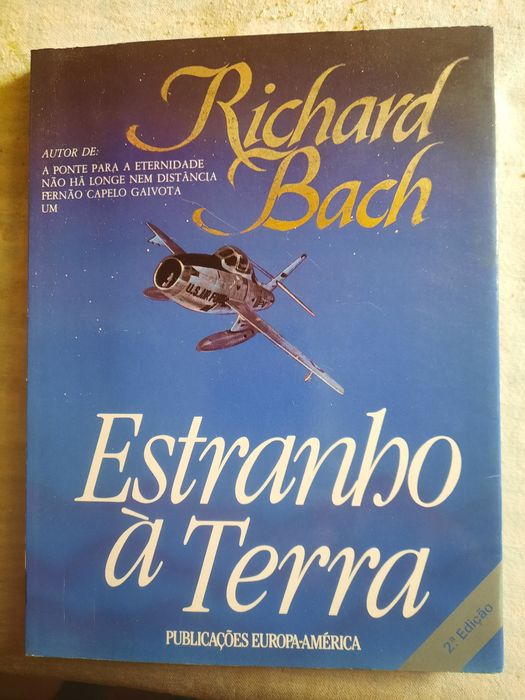 Richard
Bach
AUTOR DE:
A PONTE PARA A ETERNIDADE
NÃO HÁ LONGE NEM DISTÂNCIA
FERNÃO CAPELO GAIVOTA
UM
U.S. AIR FOR
Estranho
à Terra
PUBLICAÇÕES EUROPA-AMÉRICA
2.ª Edição